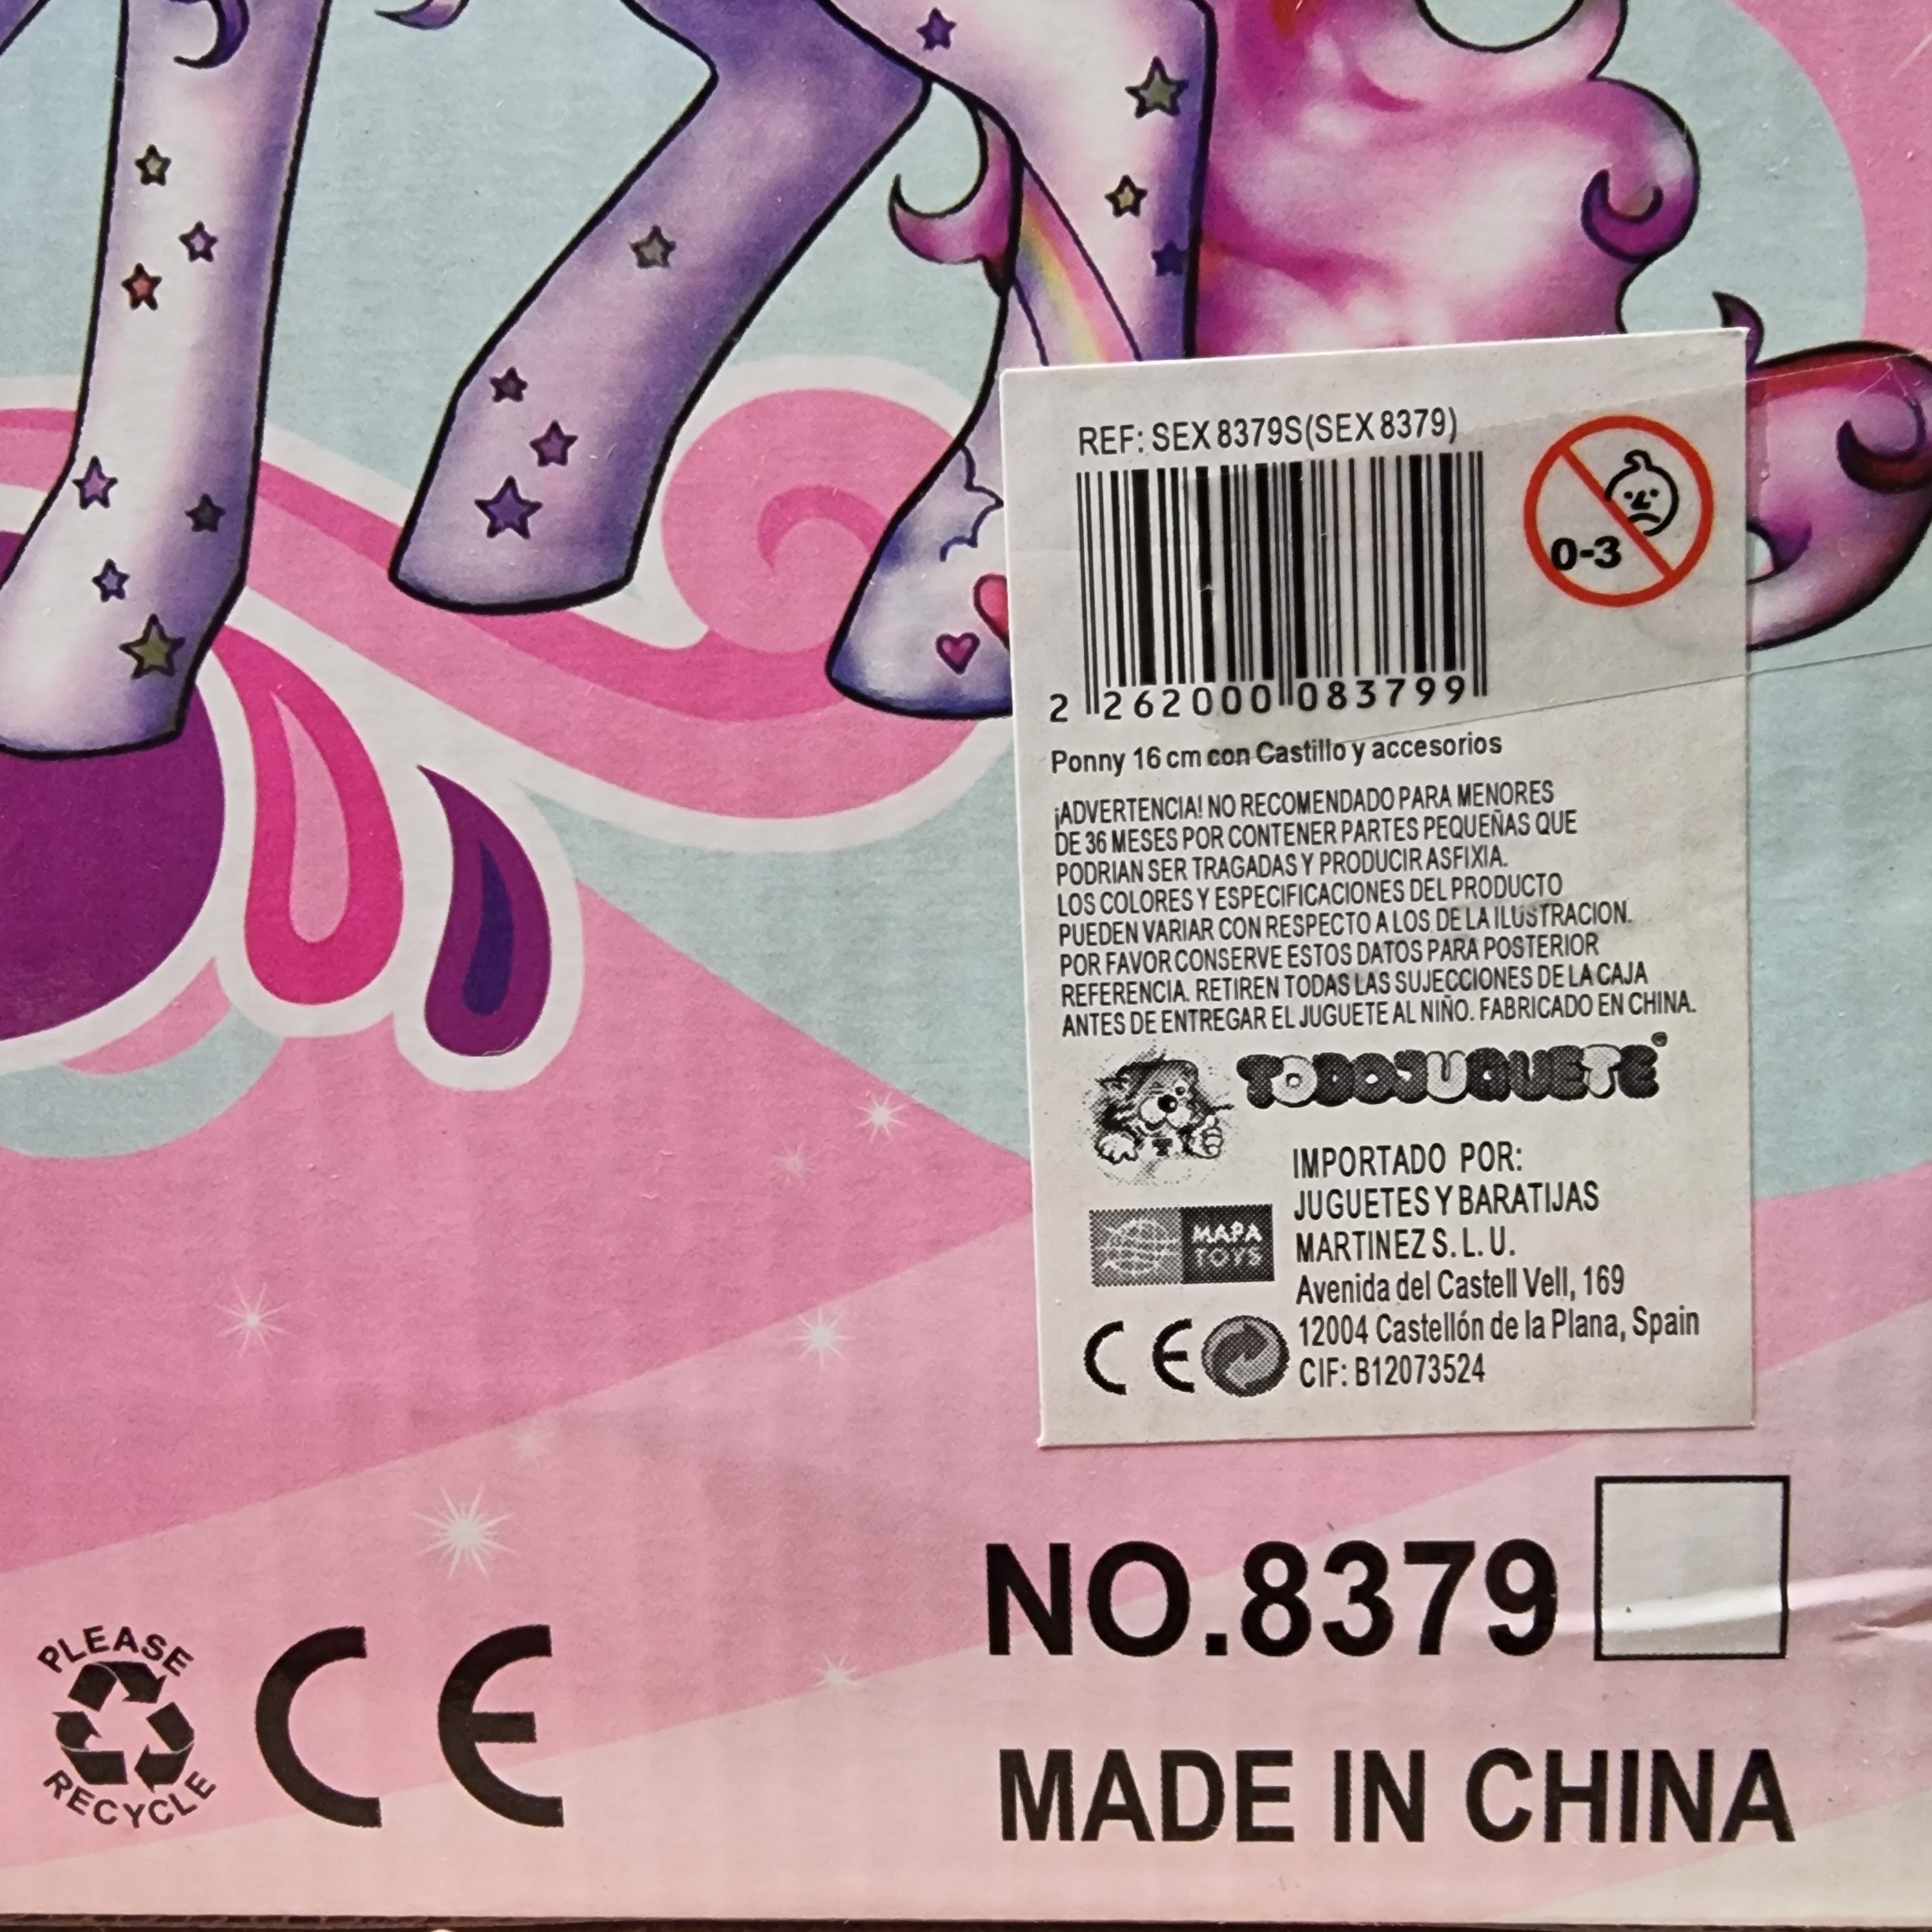 REF: SEX 8379S(SEX 8379)
0-3
2 262000 083799
Ponny 16 cm con Castillo y accesorios
¡ADVERTENCIA! NO RECOMENDADO PARA MENORES
DE 36 MESES POR CONTENER PARTES PEQUEÑAS QUE
PODRIAN SER TRAGADAS Y PRODUCIR ASFIXIA.
LOS COLORES Y ESPECIFICACIONES DEL PRODUCTO
PUEDEN VARIAR CON RESPECTO A LOS DE LA ILUSTRACION.
POR FAVOR CONSERVE ESTOS DATOS PARA POSTERIOR
REFERENCIA. RETIREN TODAS LAS SUJECCIONES DE LA CAJA
ANTES DE ENTREGAR EL JUGUETE AL NIÑO. FABRICADO EN CHINA.
TODOJUGUETE®
IMPORTADO POR:
JUGUETES Y BARATIJAS
MARTINEZ S. L. U.
MAPA
TOYS
Avenida del Castell Vell, 169
12004 Castellón de la Plana, Spain
CIF: B12073524
CE
NO.8379
PLEASE
RECYCLE
CE
MADE IN CHINA